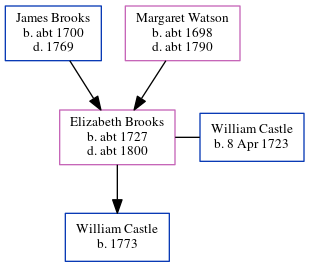 James Brooks
b. abt 1700
d. 1769
Margaret Watson
b. abt 1698
d. abt 1790
Elizabeth Brooks
b. abt 1727
d. abt 1800
William Castle
b. 8 Apr 1723
William Castle
b. 1773